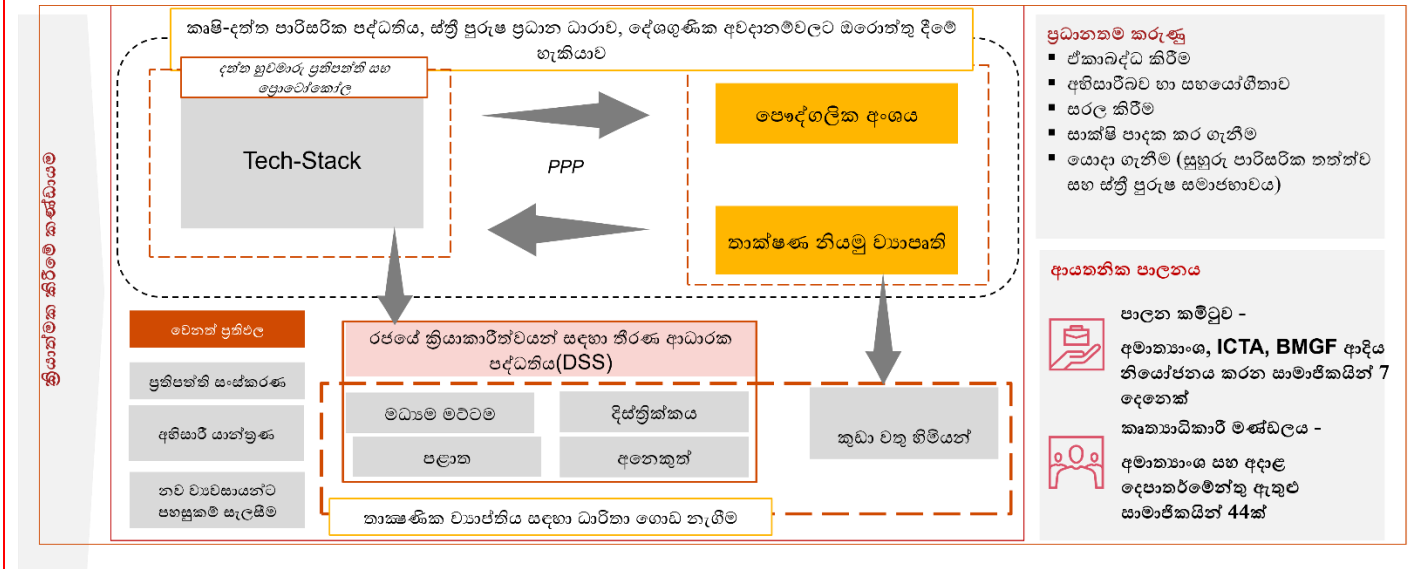 ක්‍රියාත්මක කිරීමේ කණ්ඩායම
කෘෂි-දත්ත පාරිසරික පද්ධතිය, ස්ත්‍රී පුරුෂ ප්‍රධාන ධාරාව, දේශගුණික අවදානම්වලට ඔරොත්තු දීමේ
හැකියාව
දත්ත හුවමාරු ප්‍රතිපත්ති සහ
ප්‍රොටෝකෝල
Tech-Stack
PPP
පෞද්ගලික අංශය
තාක්ෂණ නියමු ව්‍යාපෘති
වෙනත් ප්‍රතිඵල
ප්‍රතිපත්ති සංස්කරණ
අභිසාරී යාන්ත්‍රණ
නව ව්‍යවසායන්ට
පහසුකම් සැලසීම
රජයේ ක්‍රියාකාරීත්වයන් සඳහා තීරණ ආධාරක
පද්ධතිය(DSS)
මධ්‍යම මට්ටම
දිස්ත්‍රික්කය
පළාත
අනෙකුත්
කුඩා වතු හිමියන්
තාක්‍ෂණික ව්‍යාප්තිය සඳහා ධාරිතා ගොඩ නැගීම
ප්‍රධානතම කරුණු
▪ ඒකාබද්ධ කිරීම
▪ අභිසාරීබව හා සහයෝගීතාව
▪ සරල කිරීම
▪ සාක්ෂි පාදක කර ගැනීම
▪ යොදා ගැනීම (සුහුරු පාරිසරික තත්ත්ව
සහ ස්ත්‍රී පුරුෂ සමාජභාවය)
ආයතනික පාලනය
පාලන කමිටුව -
අමාත්‍යාංශ, ICTA, BMGF ආදිය
නියෝජනය කරන සාමාජිකයින් 7
දෙනෙක්
කෘත්‍යාධිකාරී මණ්ඩලය -
අමාත්‍යාංශ සහ අදාළ
දෙපාර්තමේන්තු ඇතුළු
සාමාජිකයින් 44ක්